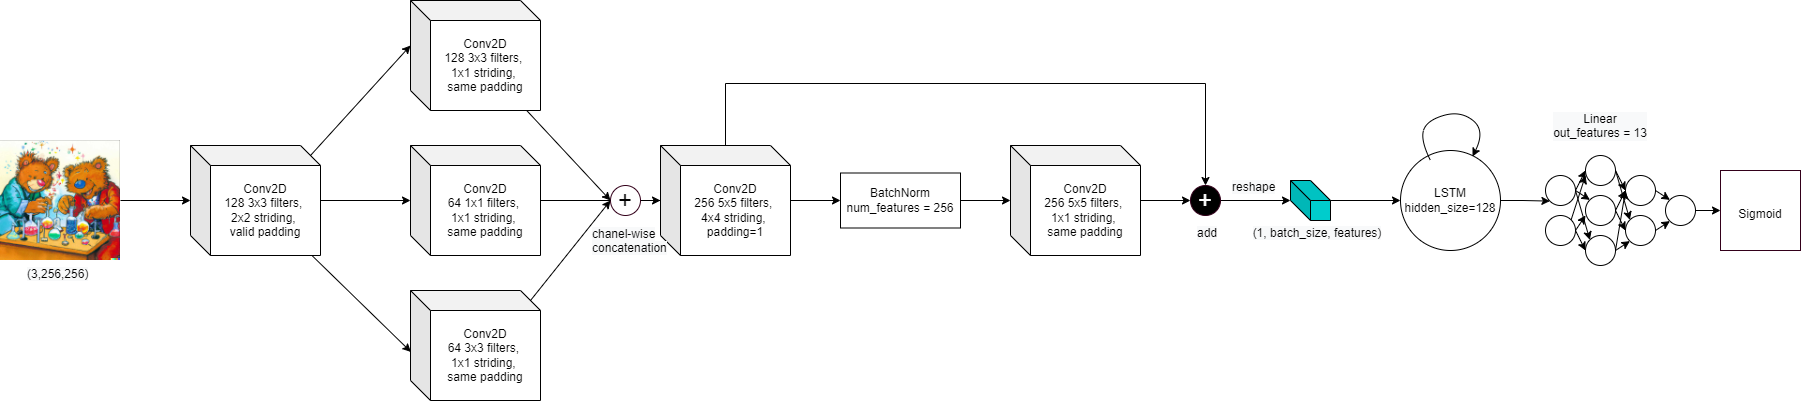 (3,256,256)
Conv2D
128 3x3 filters,
2x2 striding,
valid padding
Conv2D
128 3x3 filters,
1x1 striding,
same padding
Conv2D
64 1x1 filters,
1x1 striding,
same padding
Conv2D
64 3x3 filters,
1x1 striding,
same padding
+
chanel-wise
concatenation
Conv2D
256 5x5 filters,
4x4 striding,
padding=1
BatchNorm
num_features = 256
Conv2D
256 5x5 filters,
1x1 striding,
same padding
+
add
reshape
(1, batch_size, features)
LSTM
hidden_size=128
Linear
out_features = 13
Sigmoid